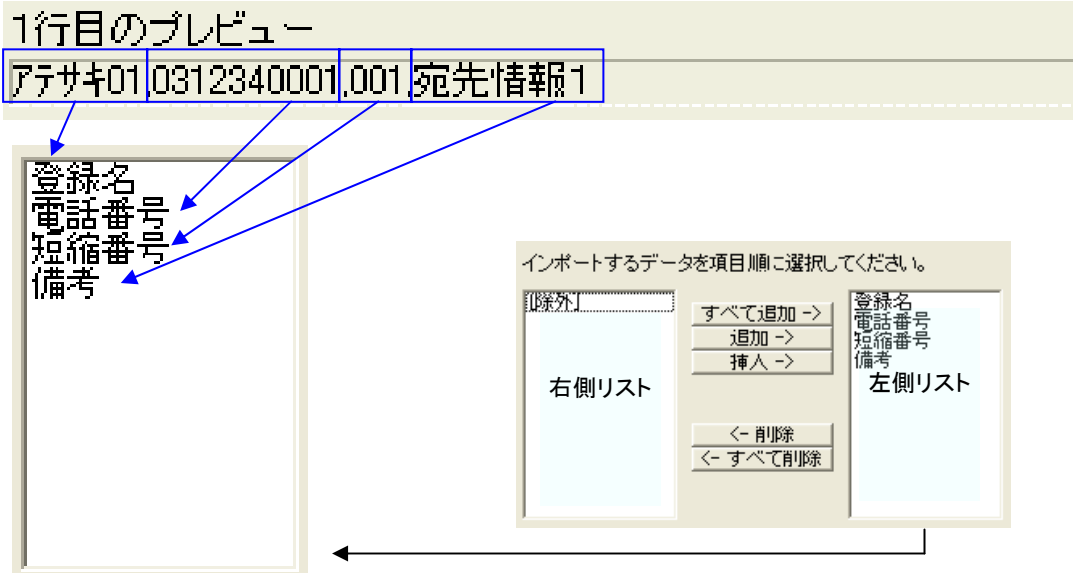 1行目のプレビュー
アテサキ01,0312340001,001,宛先情報1
登録名
電話番号
短縮番号
備考
インポートするデータを項目順に選択してください。
[除外]
右側リスト
すべて追加 ->
追加 ->
挿入 ->
<- 削除
<- すべて削除
登録名
電話番号
短縮番号
備考
左側リスト